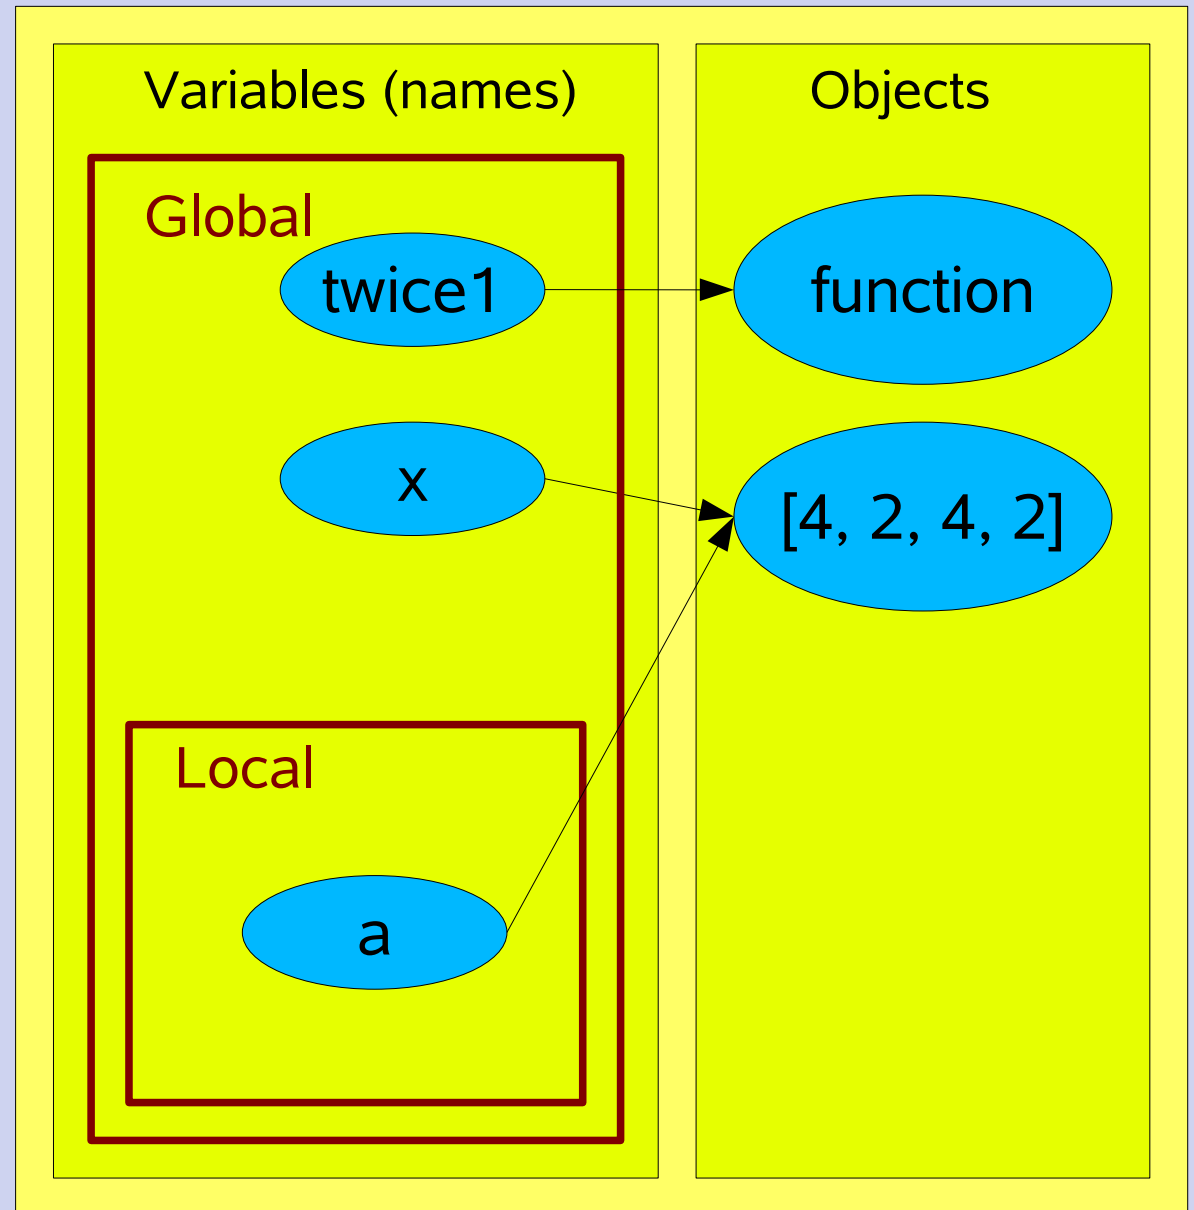 Variables (names)
Objects
Global
twice1
function
x
[4, 2, 4, 2]
Local
a